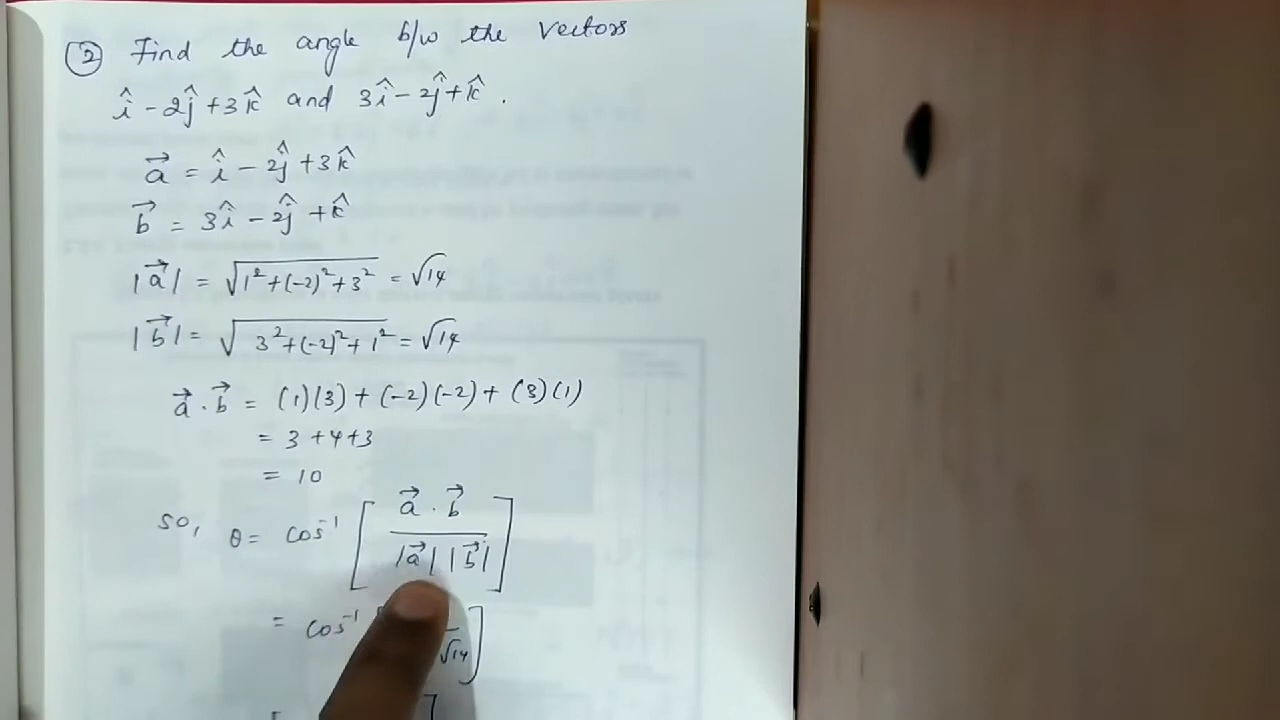 ② Find the angle b/w the vectors
î - 2ĵ + 3k̂ and 3î - 2ĵ + k̂ .
a⃗ = î - 2ĵ + 3k̂
b⃗ = 3î - 2ĵ + k̂
|a⃗| = √(1² + (-2)² + 3²) = √14
|b⃗| = √(3² + (-2)² + 1²) = √14
a⃗ . b⃗ = (1)(3) + (-2)(-2) + (3)(1)
= 3 + 4 + 3
= 10
so, θ = cos⁻¹ [ a⃗ . b⃗ / |a⃗| |b⃗| ]
= cos⁻¹ [ √14 ]